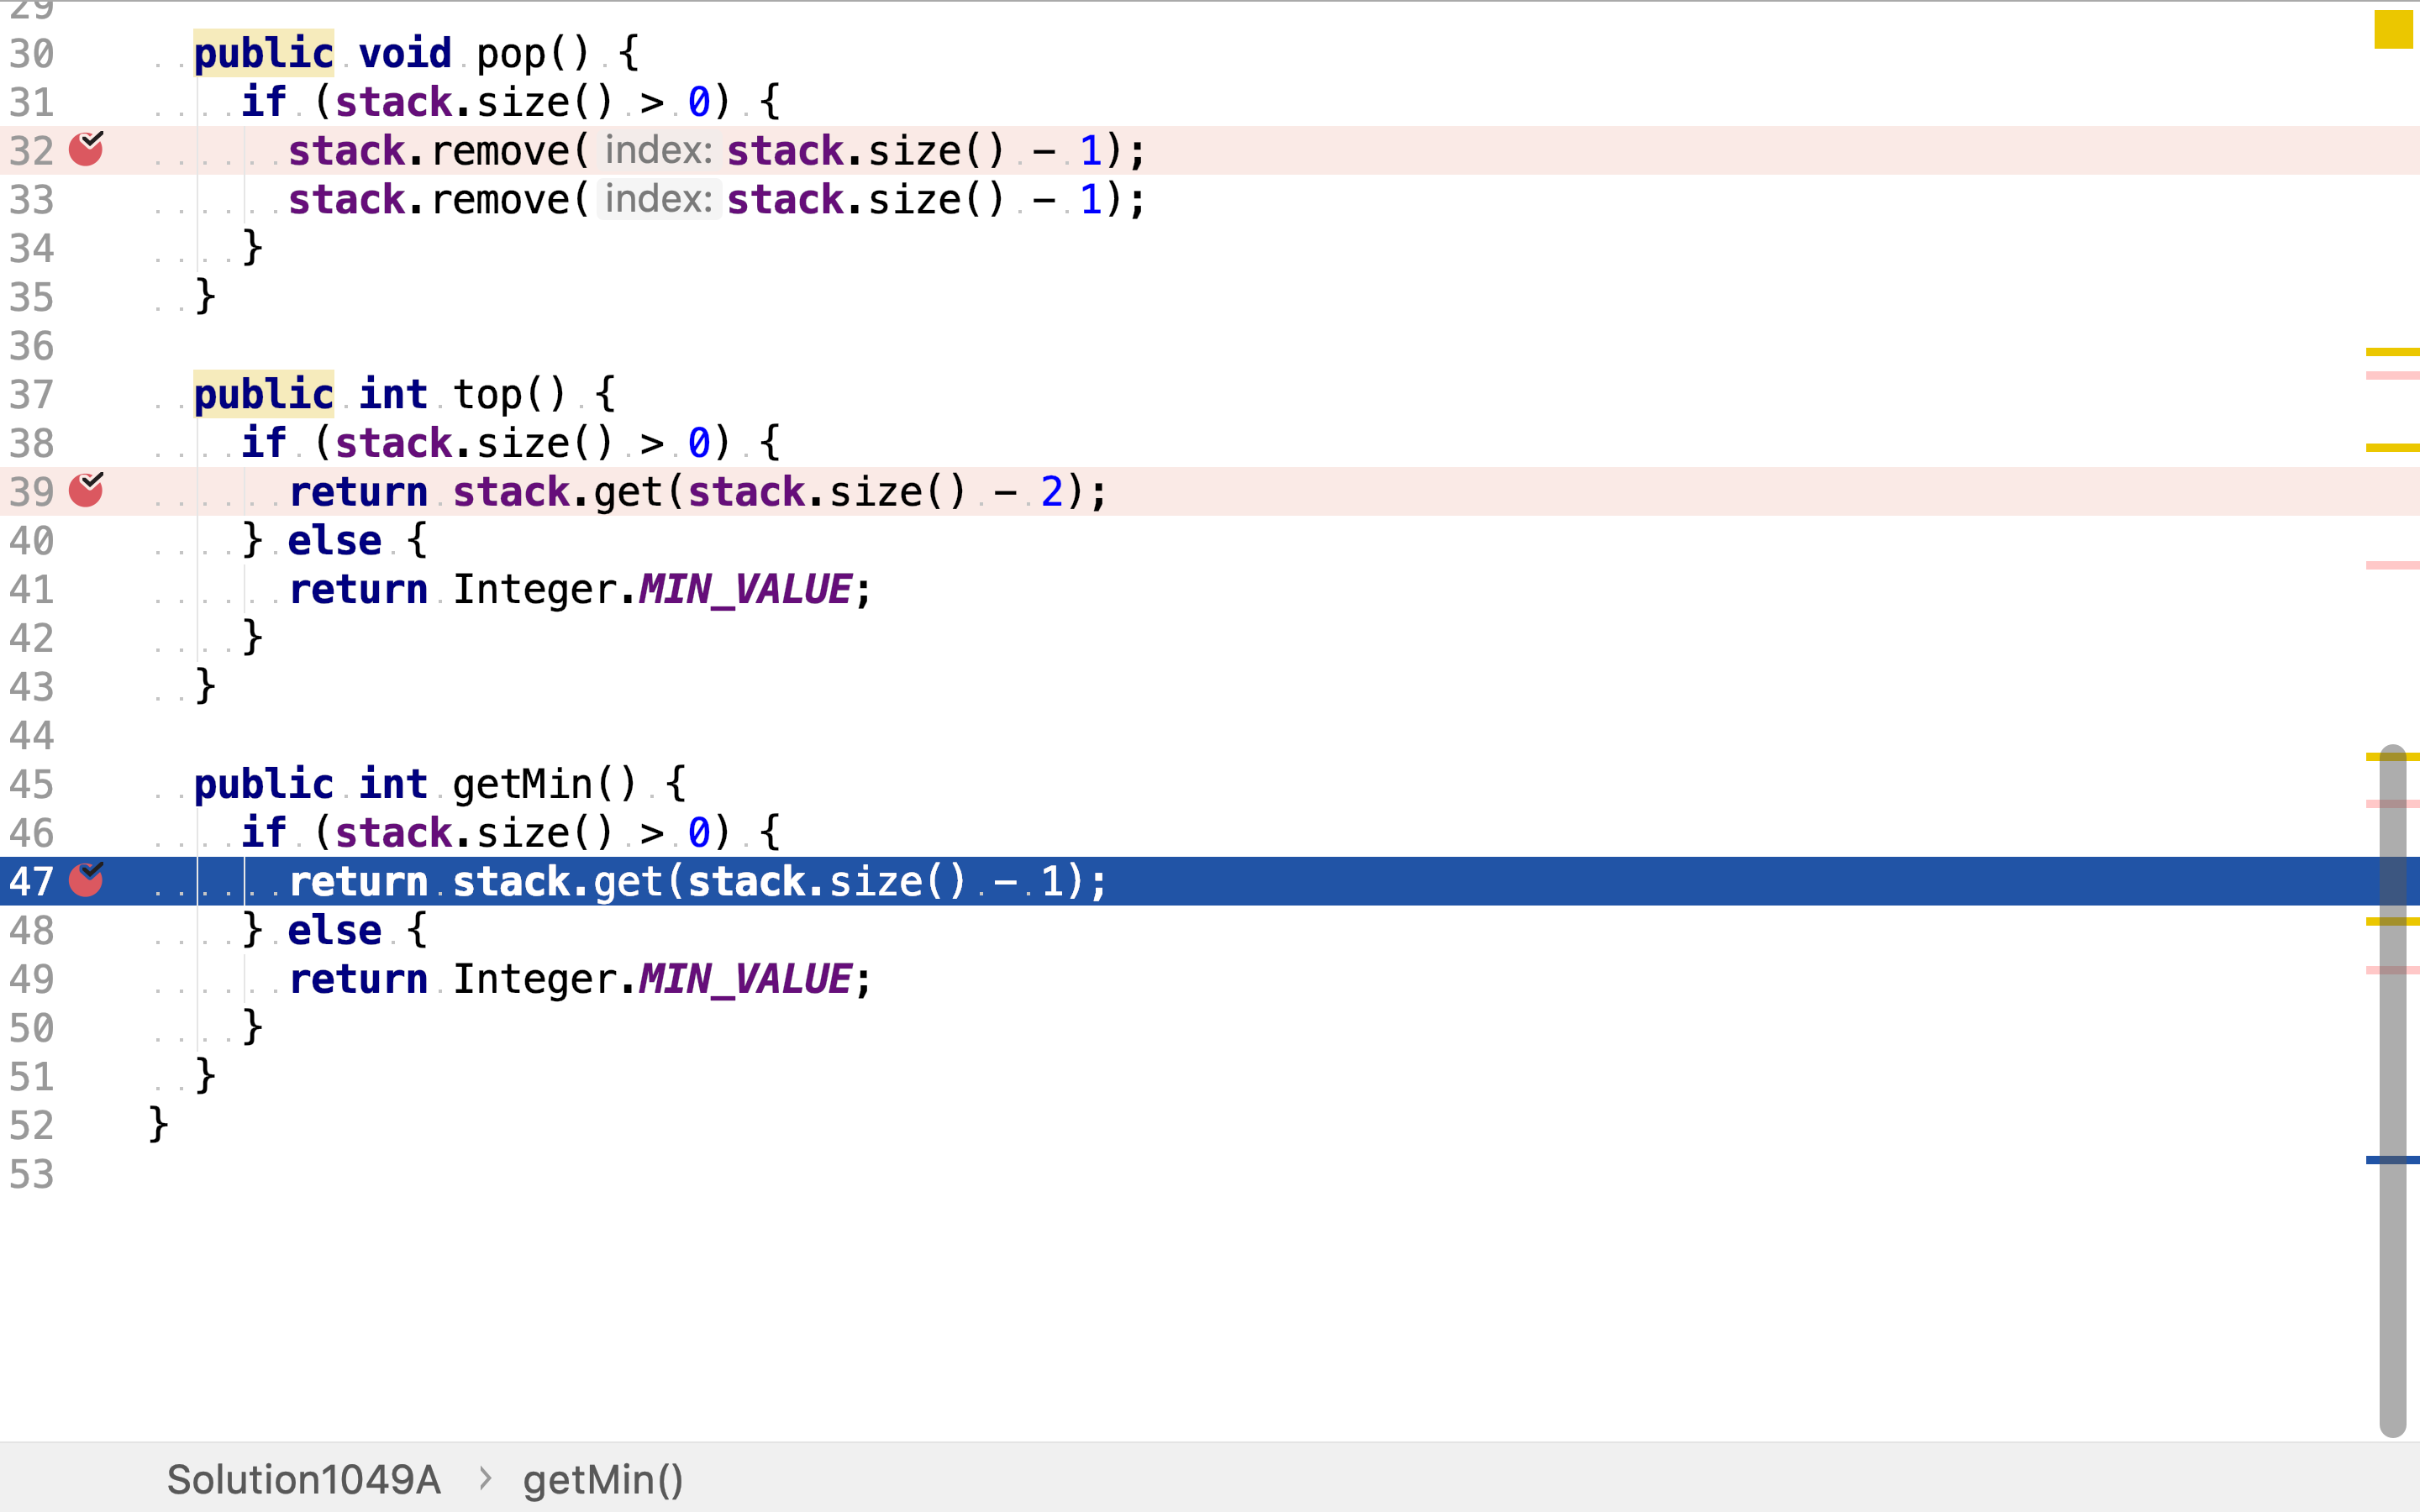 29
30 public void pop() {
31 if (stack.size() > 0) {
32 stack.remove( index: stack.size() - 1);
33 stack.remove( index: stack.size() - 1);
34 }
35 }
36
37 public int top() {
38 if (stack.size() > 0) {
39 return stack.get(stack.size() - 2);
40 } else {
41 return Integer.MIN_VALUE;
42 }
43 }
44
45 public int getMin() {
46 if (stack.size() > 0) {
47 return stack.get(stack.size() - 1);
48 } else {
49 return Integer.MIN_VALUE;
50 }
51 }
52 }
53
Solution1049A > getMin()